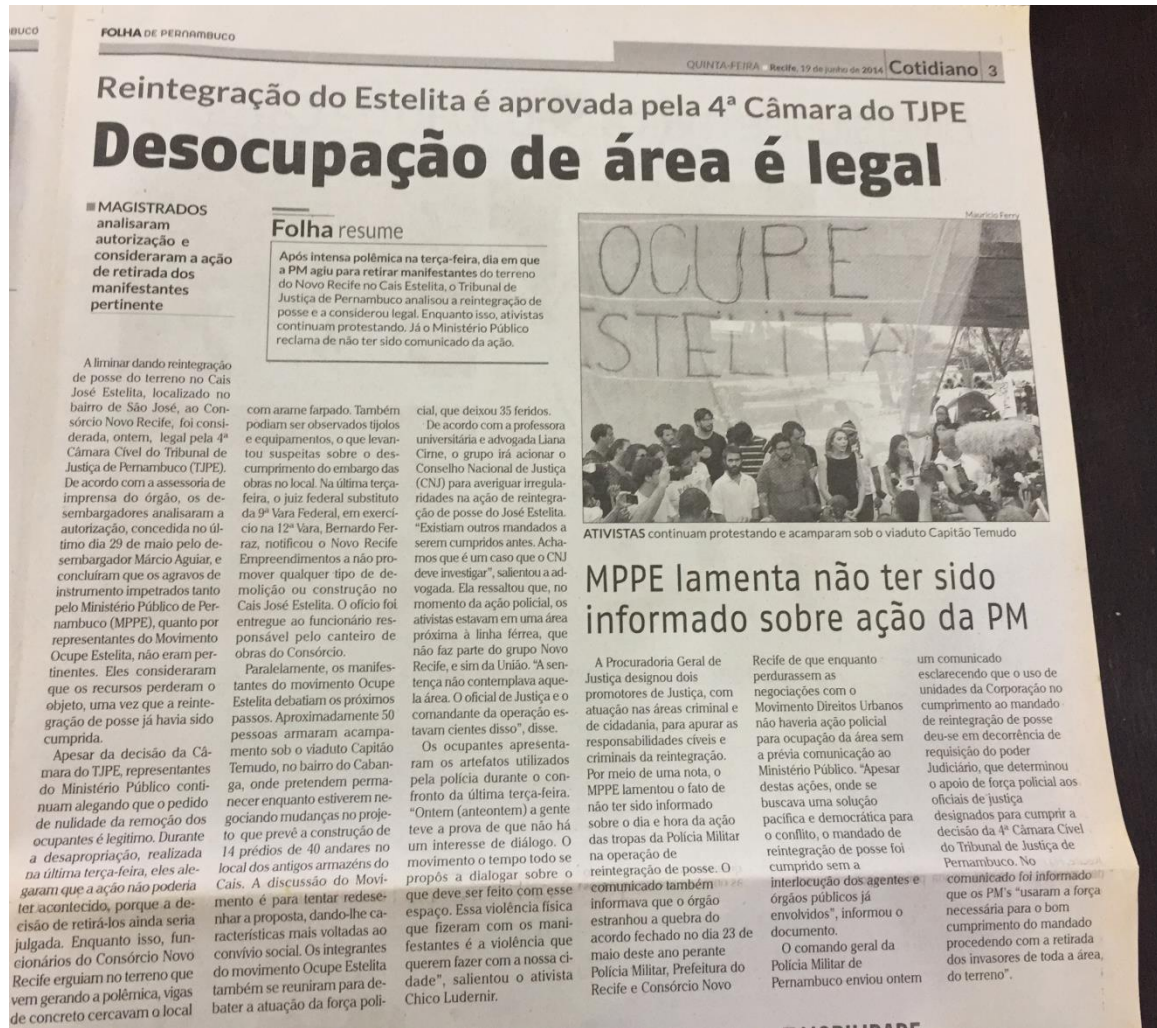 BUCO
FOLHA DE PERNAMBUCO
QUINTA-FEIRA Recife, 19 de junho de 2014 Cotidiano 3
Reintegração do Estelita é aprovada pela 4ª Câmara do TJPE
Desocupação de área é legal
MAGISTRADOS
analisaram
autorização e
consideraram a ação
de retirada dos
manifestantes
pertinente
Folha resume
Após intensa polêmica na terça-feira, dia em que
a PM agiu para retirar manifestantes do terreno
do Novo Recife no Cais Estelita, o Tribunal de
Justiça de Pernambuco analisou a reintegração de
posse e a considerou legal. Enquanto isso, ativistas
continuam protestando. Já o Ministério Público
reclama de não ter sido comunicado da ação.
A liminar dando reintegração
de posse do terreno no Cais
José Estelita, localizado no
bairro de São José, ao Con-
sórcio Novo Recife, foi consi-
derada, ontem, legal pela 4ª
Câmara Cível do Tribunal de
Justiça de Pernambuco (TJPE).
De acordo com a assessoria de
imprensa do órgão, os de-
sembargadores analisaram a
autorização, concedida no úl-
timo dia 29 de maio pelo de-
sembargador Márcio Aguiar, e
concluíram que os agravos de
instrumento impetrados tanto
pelo Ministério Público de Per-
nambuco (MPPE), quanto por
representantes do Movimento
Ocupe Estelita, não eram per-
tinentes. Eles consideraram
que os recursos perderam o
objeto, uma vez que a reinte-
gração de posse já havia sido
cumprida.
Apesar da decisão da Câ-
mara do TJPE, representantes
do Ministério Público conti-
nuam alegando que o pedido
de nulidade da remoção dos
ocupantes é legítimo. Durante
a desapropriação, realizada
na última terça-feira, eles ale-
garam que a ação não poderia
ter acontecido, porque a de-
cisão de retirá-los ainda seria
julgada. Enquanto isso, fun-
cionários do Consórcio Novo
Recife erguiam no terreno que
vem gerando a polêmica, vigas
de concreto cercavam o local
com arame farpado. Também
podiam ser observados tijolos
e equipamentos, o que levan-
tou suspeitas sobre o des-
cumprimento do embargo das
obras no local. Na última terça-
feira, o juiz federal substituto
da 9ª Vara Federal, em exercí-
cio na 12ª Vara, Bernardo Fer-
raz, notificou o Novo Recife
Empreendimentos a não pro-
mover qualquer tipo de de-
molição ou construção no
Cais José Estelita. O ofício foi
entregue ao funcionário res-
ponsável pelo canteiro de
obras do Consórcio.
Paralelamente, os manifes-
tantes do movimento Ocupe
Estelita debatiam os próximos
passos. Aproximadamente 50
pessoas armaram acampa-
mento sob o viaduto Capitão
Temudo, no bairro do Caban-
ga, onde pretendem perma-
necer enquanto estiverem ne-
gociando mudanças no proje-
to que prevê a construção de
14 prédios de 40 andares no
local dos antigos armazéns do
Cais. A discussão do Movi-
mento é para tentar redese-
nhar a proposta, dando-lhe ca-
racterísticas mais voltadas ao
convívio social. Os integrantes
do movimento Ocupe Estelita
também se reuniram para de-
bater a atuação da força poli-
cial, que deixou 35 feridos.
De acordo com a professora
universitária e advogada Liana
Cirne, o grupo irá acionar o
Conselho Nacional de Justiça
(CNJ) para averiguar irregula-
ridades na ação de reintegra-
ção de posse do José Estelita.
“Existiam outros mandados a
serem cumpridos antes. Acha-
mos que é um caso que o CNJ
deve investigar”, salientou a ad-
vogada. Ela ressaltou que, no
momento da ação policial, os
ativistas estavam em uma área
próxima à linha férrea, que
não faz parte do grupo Novo
Recife, e sim da União. “A sen-
tença não contemplava aque-
la área. O oficial de Justiça e o
comandante da operação es-
tavam cientes disso”, disse.
Os ocupantes apresenta-
ram os artefatos utilizados
pela polícia durante o con-
fronto da última terça-feira.
“Ontem (anteontem) a gente
teve a prova de que não há
um interesse de diálogo. O
movimento o tempo todo se
propôs a dialogar sobre o
que deve ser feito com esse
espaço. Essa violência física
que fizeram com os mani-
festantes é a violência que
querem fazer com a nossa ci-
dade”, salientou o ativista
Chico Ludernir.
Maurício Ferry
OCUPE
ESTELITA
ATIVISTAS continuam protestando e acamparam sob o viaduto Capitão Temudo
MPPE lamenta não ter sido
informado sobre ação da PM
A Procuradoria Geral de
Justiça designou dois
promotores de Justiça, com
atuação nas áreas criminal e
de cidadania, para apurar as
responsabilidades cíveis e
criminais da reintegração.
Por meio de uma nota, o
MPPE lamentou o fato de
não ter sido informado
sobre o dia e hora da ação
das tropas da Polícia Militar
na operação de
reintegração de posse. O
comunicado também
informava que o órgão
estranhou a quebra do
acordo fechado no dia 23 de
maio deste ano perante
Polícia Militar, Prefeitura do
Recife e Consórcio Novo
Recife de que enquanto
perdurassem as
negociações com o
Movimento Direitos Urbanos
não haveria ação policial
para ocupação da área sem
a prévia comunicação ao
Ministério Público. “Apesar
destas ações, onde se
buscava uma solução
pacífica e democrática para
o conflito, o mandado de
reintegração de posse foi
cumprido sem a
interlocução dos agentes e
órgãos públicos já
envolvidos”, informou o
documento.
O comando geral da
Polícia Militar de
Pernambuco enviou ontem
um comunicado
esclarecendo que o uso de
unidades da Corporação no
cumprimento ao mandado
de reintegração de posse
deu-se em decorrência de
requisição do poder
Judiciário, que determinou
o apoio de força policial aos
oficiais de justiça
designados para cumprir a
decisão da 4ª Câmara Cível
do Tribunal de Justiça de
Pernambuco. No
comunicado foi informado
que os PM's “usaram a força
necessária para o bom
cumprimento do mandado
procedendo com a retirada
dos invasores de toda a área,
do terreno”.